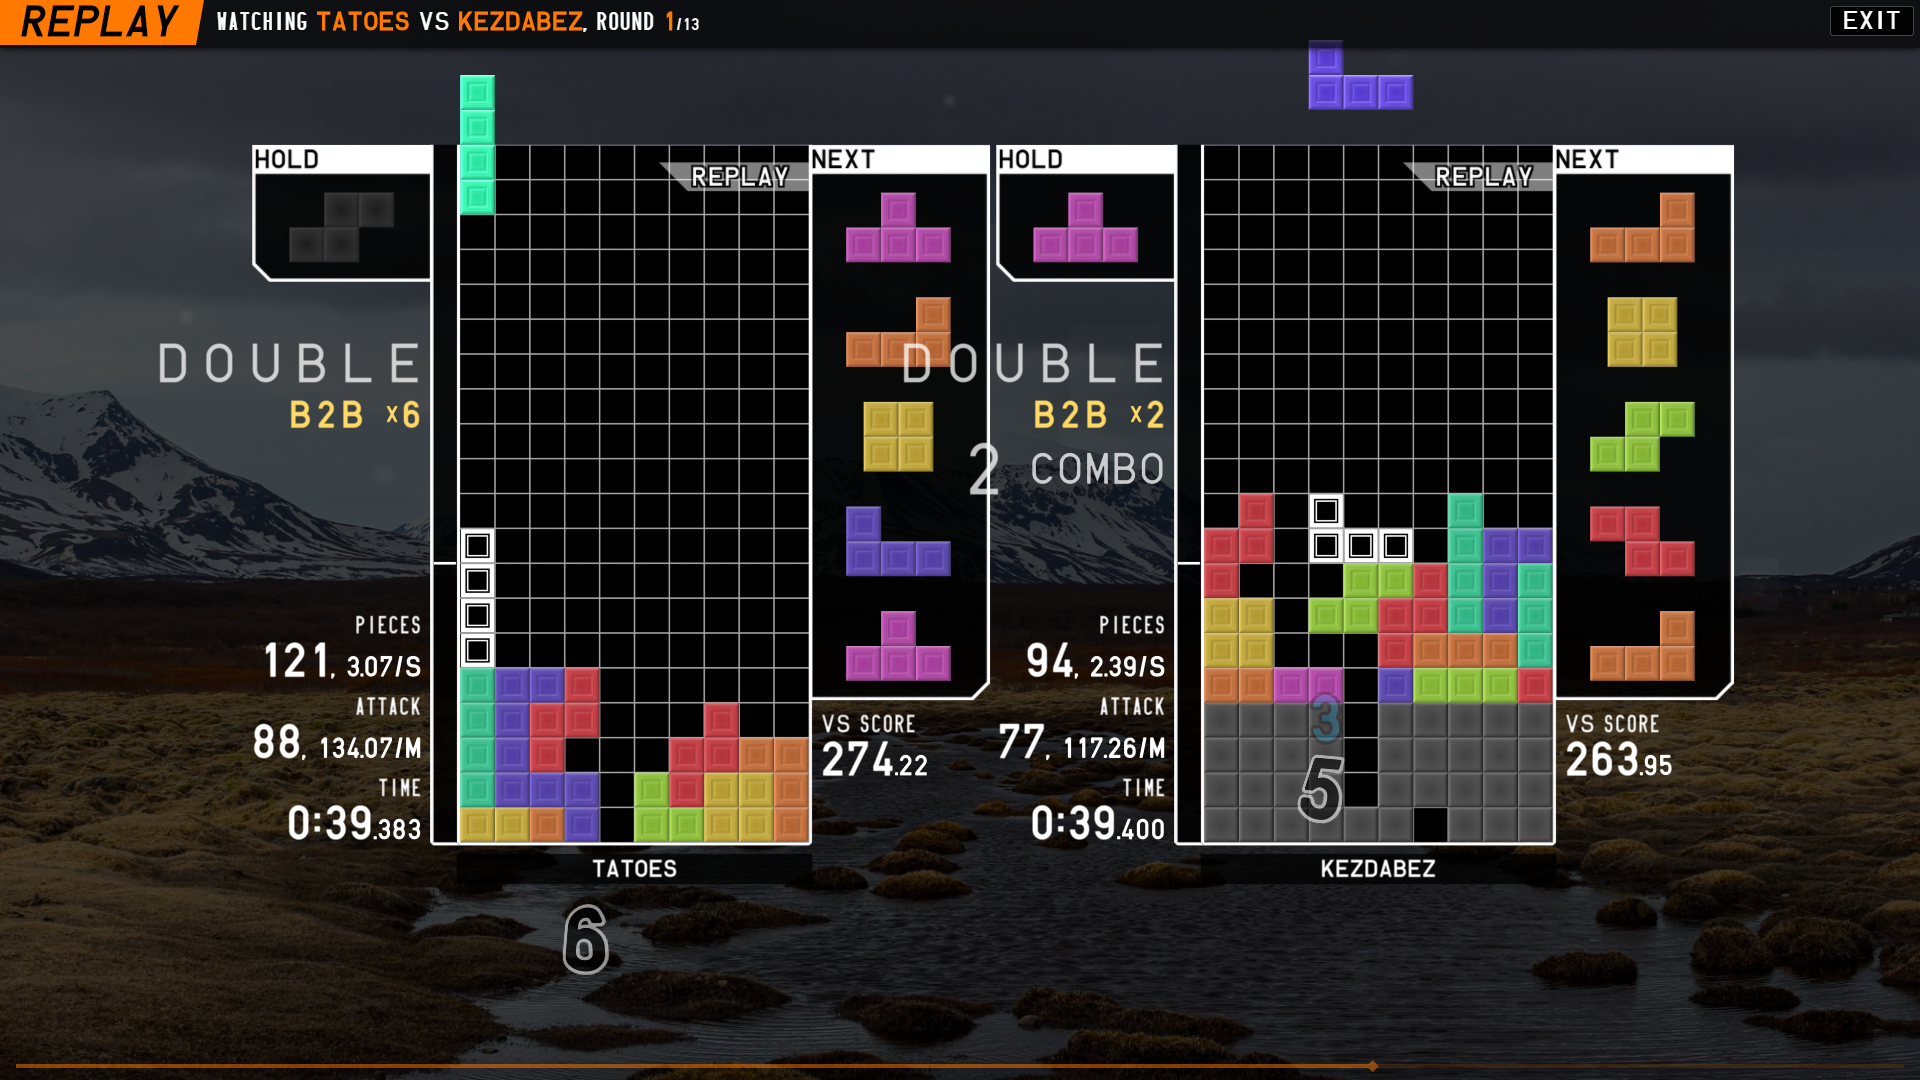 REPLAY WATCHING TATOES VS KEZDABEZ, ROUND 1/13 EXIT
HOLD
NEXT
REPLAY
DOUBLE
B2B x6
PIECES
121, 3.07/S
ATTACK
88, 134.07/M
TIME
0:39.383
VS SCORE
274.22
TATOES
6
HOLD
NEXT
REPLAY
DOUBLE
B2B x2
2 COMBO
PIECES
94, 2.39/S
ATTACK
77, 117.26/M
TIME
0:39.400
3
5
VS SCORE
263.95
KEZDABEZ